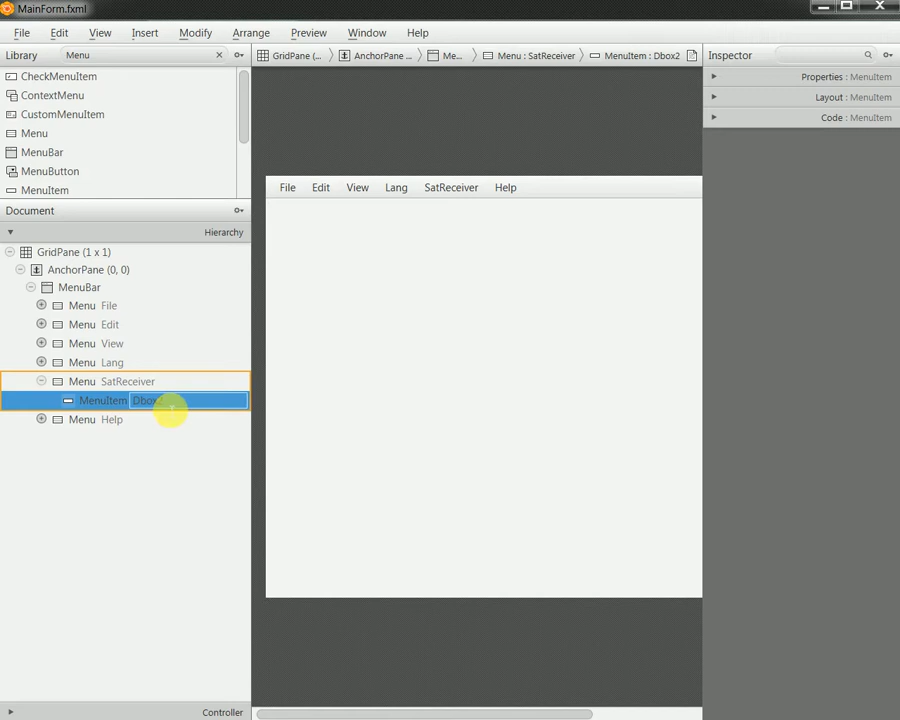 MainForm.fxml
File Edit View Insert Modify Arrange Preview Window Help
Library Menu
CheckMenuItem
ContextMenu
CustomMenuItem
Menu
MenuBar
MenuButton
MenuItem
Document
Hierarchy
GridPane (1 x 1)
AnchorPane (0, 0)
MenuBar
Menu File
Menu Edit
Menu View
Menu Lang
Menu SatReceiver
MenuItem Dbox2
Menu Help
Controller
GridPane (... AnchorPane ... Me... Menu : SatReceiver MenuItem : Dbox2
File Edit View Lang SatReceiver Help
Inspector
Properties : MenuItem
Layout : MenuItem
Code : MenuItem